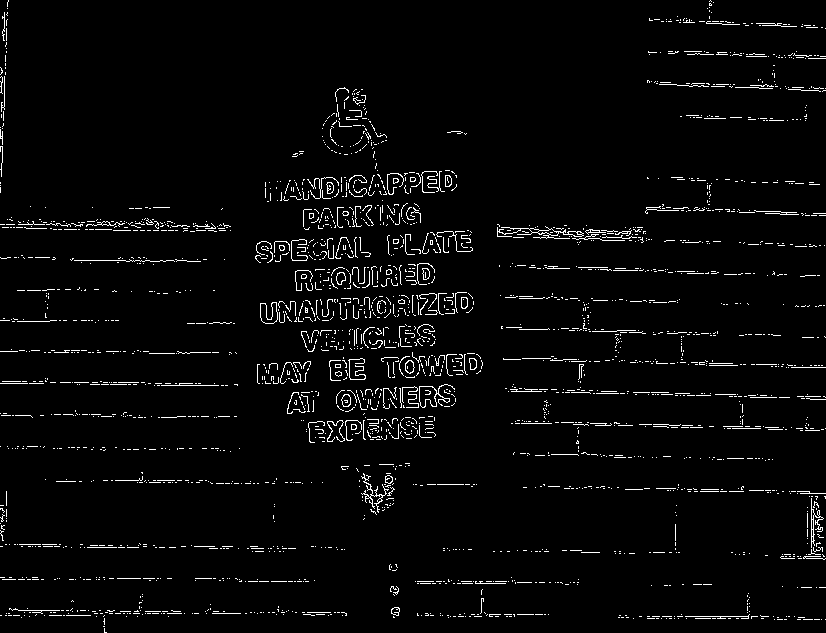 HANDICAPPED
PARKING
SPECIAL PLATE
REQUIRED
UNAUTHORIZED
VEHICLES
MAY BE TOWED
AT OWNERS
EXPENSE